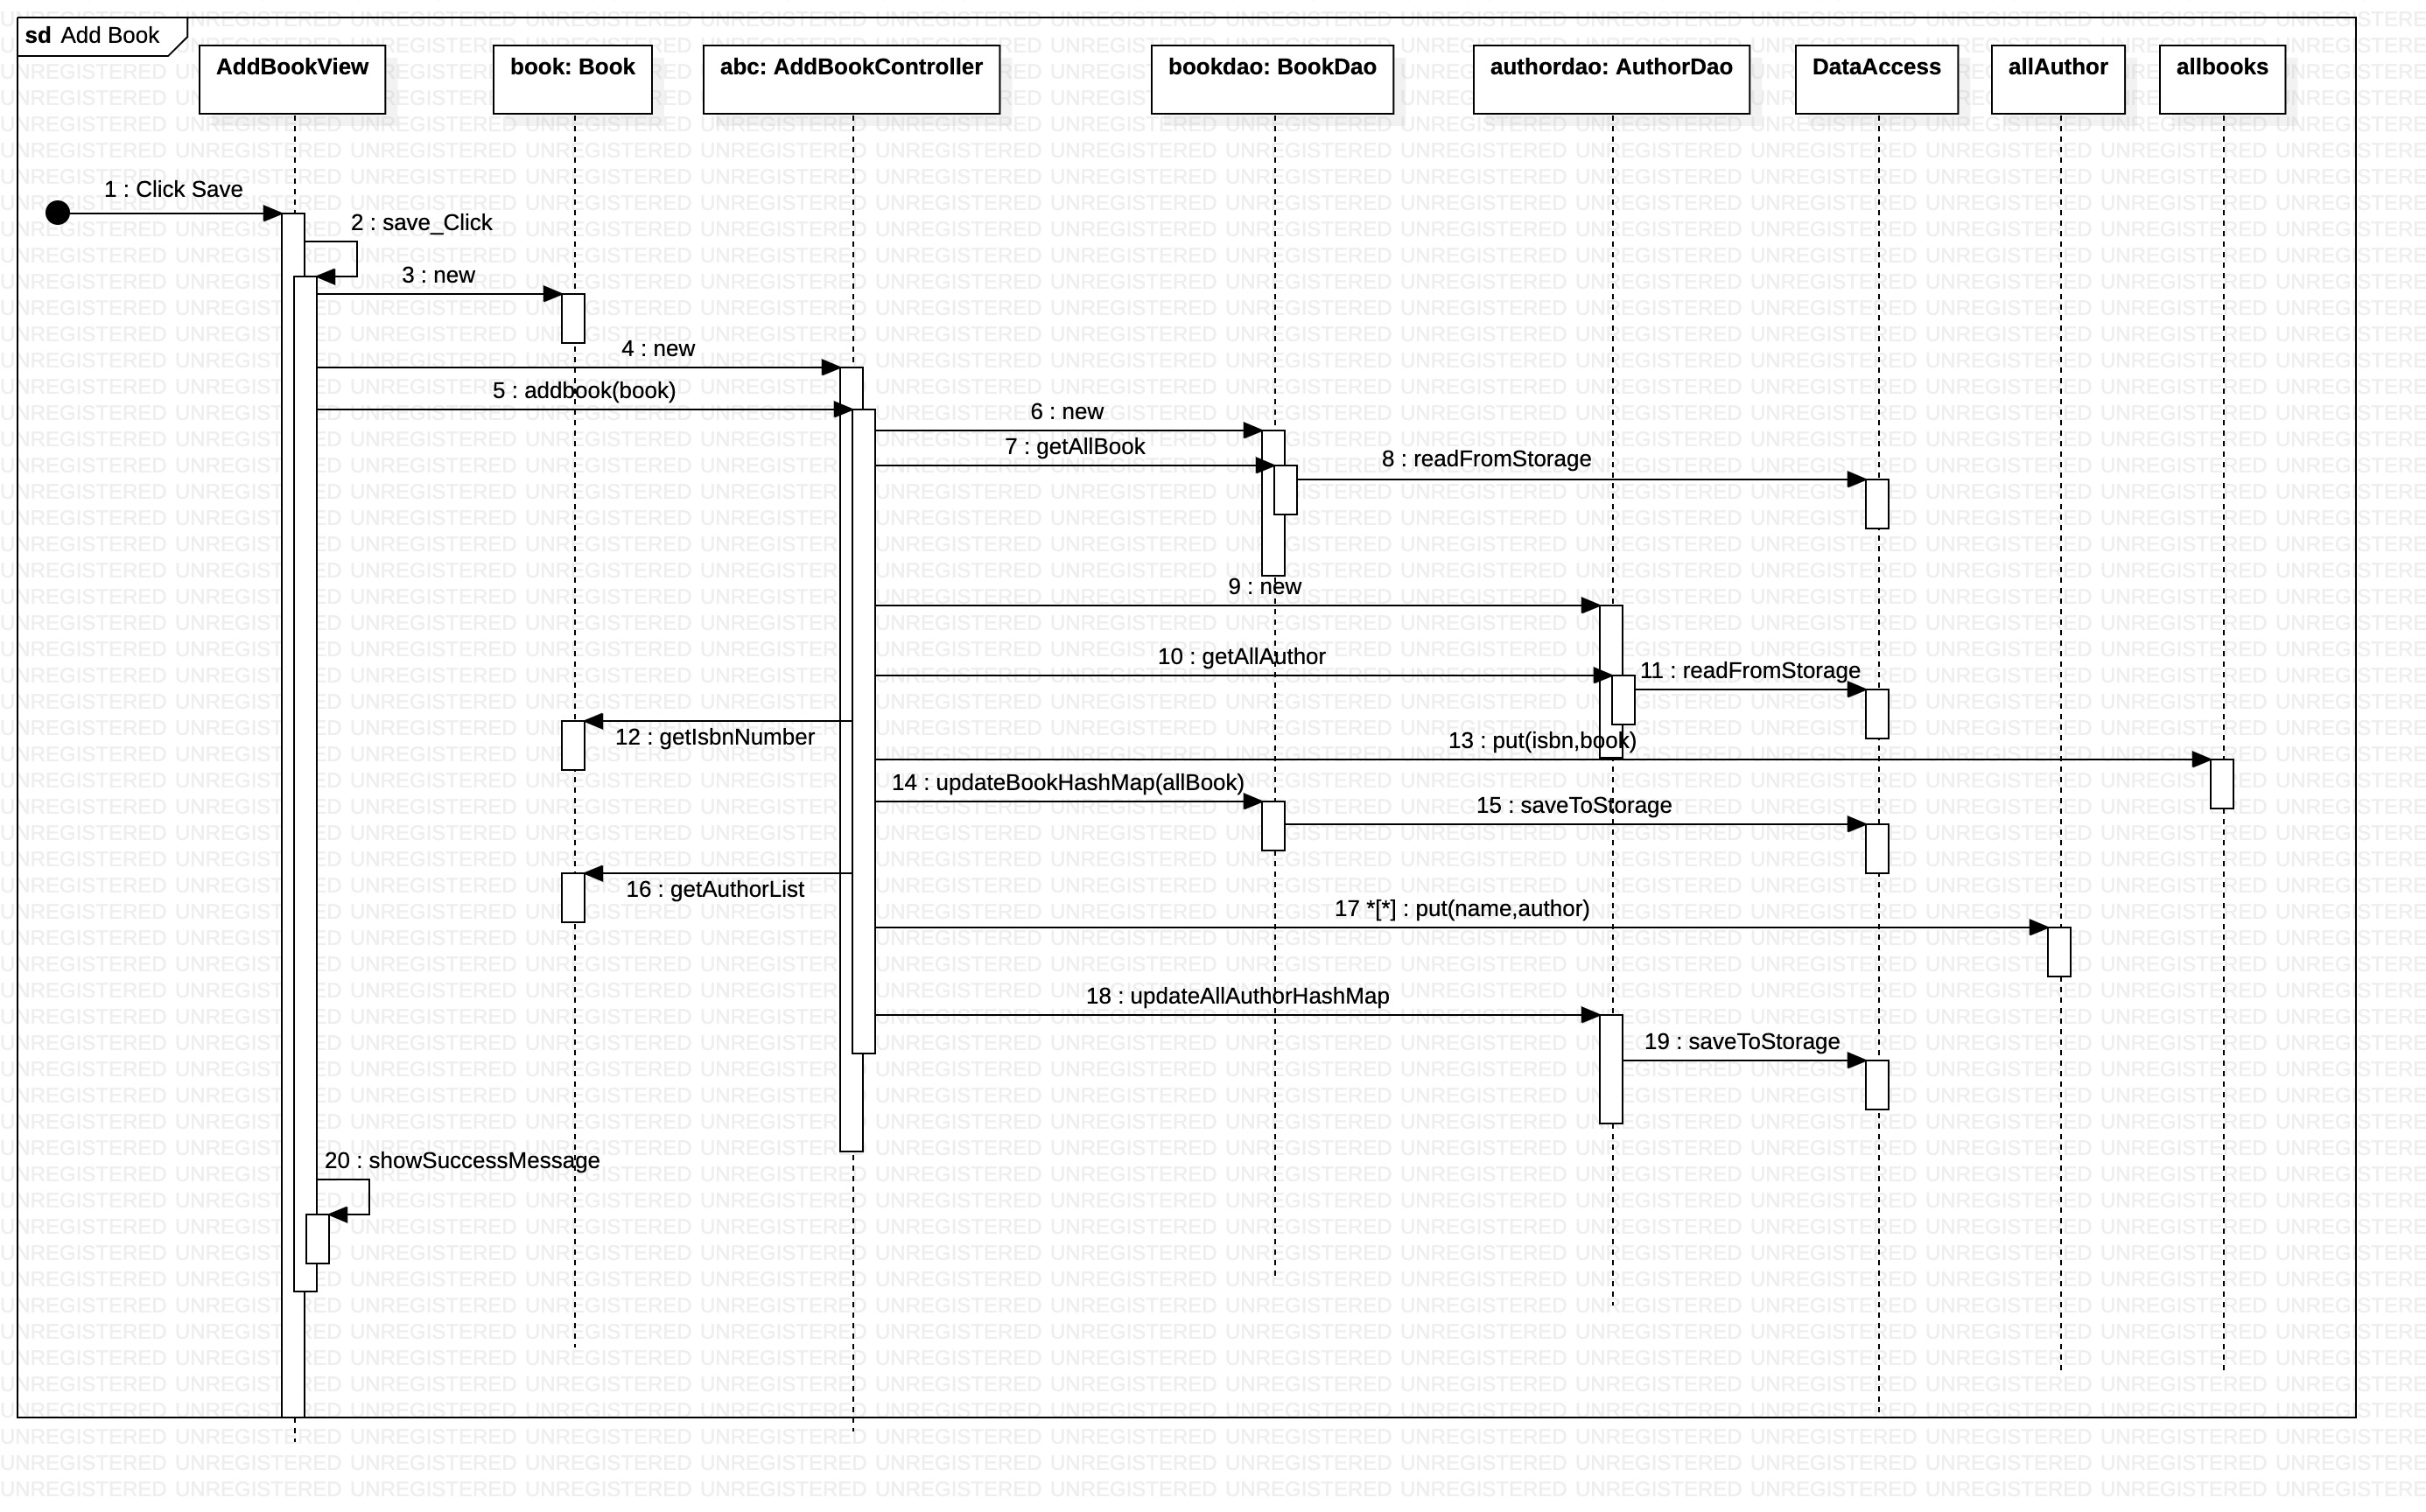 sd Add Book
AddBookView
book: Book
abc: AddBookController
bookdao: BookDao
authordao: AuthorDao
DataAccess
allAuthor
allbooks
1 : Click Save
2 : save_Click
3 : new
4 : new
5 : addbook(book)
6 : new
7 : getAllBook
8 : readFromStorage
9 : new
10 : getAllAuthor
11 : readFromStorage
12 : getIsbnNumber
13 : put(isbn,book)
14 : updateBookHashMap(allBook)
15 : saveToStorage
16 : getAuthorList
17 *[*] : put(name,author)
18 : updateAllAuthorHashMap
19 : saveToStorage
20 : showSuccessMessage
UNREGISTERED